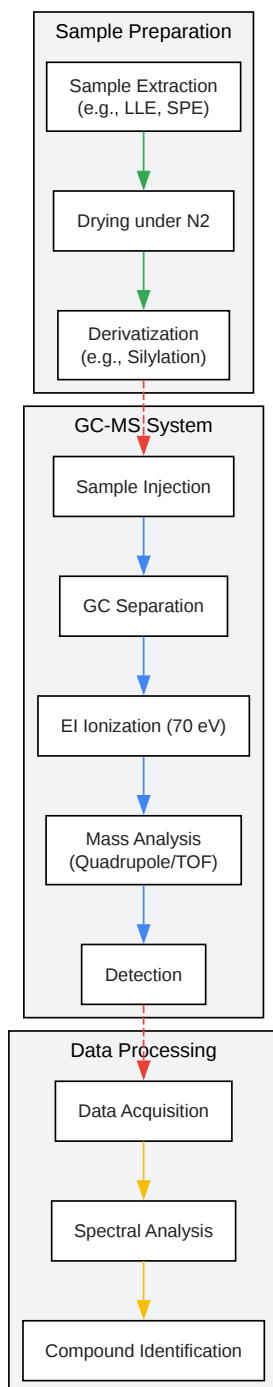 Sample Preparation
Sample Extraction
(e.g., LLE, SPE)
Drying under N2
Derivatization
(e.g., Silylation)
GC-MS System
Sample Injection
GC Separation
EI Ionization (70 eV)
Mass Analysis
(Quadrupole/TOF)
Detection
Data Processing
Data Acquisition
Spectral Analysis
Compound Identification